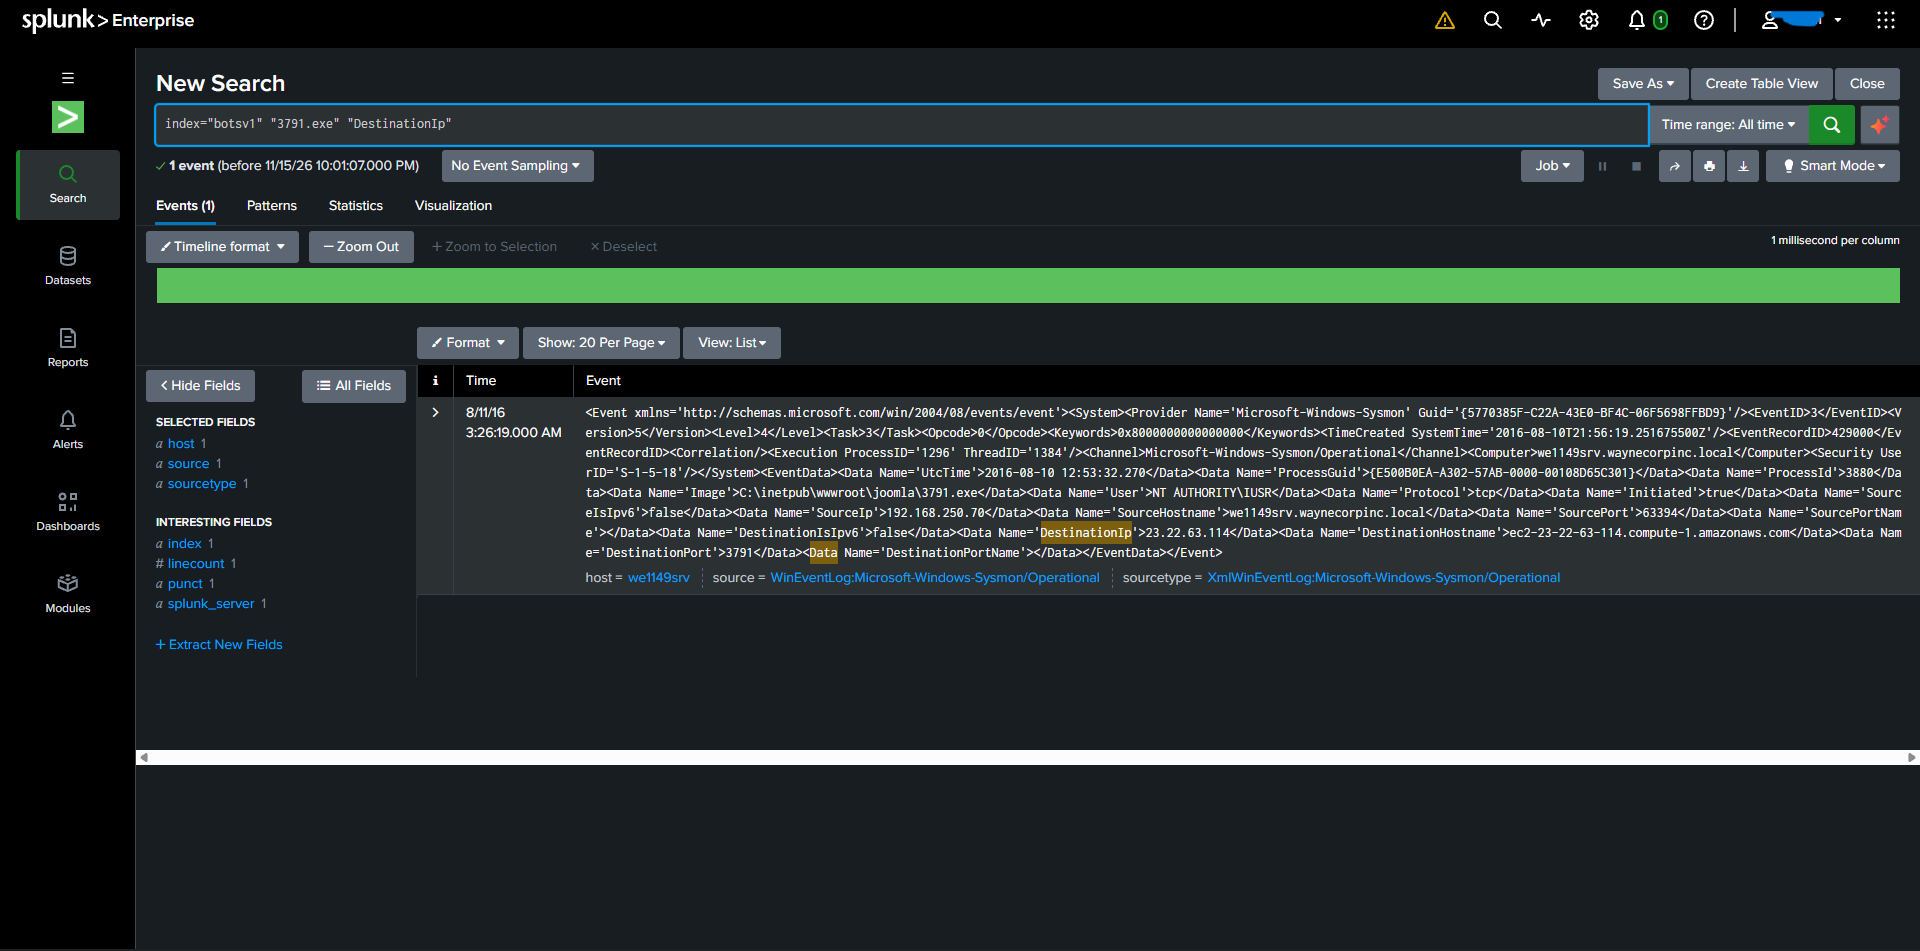 splunk> Enterprise
1
New Search
Save As
Create Table View
Close
index="botsv1" "3791.exe" "DestinationIp"
Time range: All time
1 event (before 11/15/26 10:01:07.000 PM)
No Event Sampling
Job
Smart Mode
Search
Datasets
Reports
Alerts
Dashboards
Modules
Events (1)
Patterns
Statistics
Visualization
Timeline format
— Zoom Out
+ Zoom to Selection
× Deselect
1 millisecond per column
Format
Show: 20 Per Page
View: List
< Hide Fields
All Fields
SELECTED FIELDS
a host 1
a source 1
a sourcetype 1
INTERESTING FIELDS
a index 1
# linecount 1
a punct 1
a splunk_server 1
+ Extract New Fields
i
Time
Event
8/11/16
3:26:19.000 AM
<Event xmlns='http://schemas.microsoft.com/win/2004/08/events/event'><System><Provider Name='Microsoft-Windows-Sysmon' Guid='{5770385F-C22A-43E0-BF4C-06F5698FFBD9}'/><EventID>3</EventID><V
ersion>5</Version><Level>4</Level><Task>3</Task><Opcode>0</Opcode><Keywords>0x8000000000000000</Keywords><TimeCreated SystemTime='2016-08-10T21:56:19.251675500Z'/><EventRecordID>429000</Ev
entRecordID><Correlation/><Execution ProcessID='1296' ThreadID='1384'/><Channel>Microsoft-Windows-Sysmon/Operational</Channel><Computer>we1149srv.waynecorpinc.local</Computer><Security Use
rID='S-1-5-18'/></System><EventData><Data Name='UtcTime'>2016-08-10 12:53:32.270</Data><Data Name='ProcessGuid'>{E500B0EA-A302-57AB-0000-00108D65C301}</Data><Data Name='ProcessId'>3880</Da
ta><Data Name='Image'>C:\inetpub\wwwroot\joomla\3791.exe</Data><Data Name='User'>NT AUTHORITY\IUSR</Data><Data Name='Protocol'>tcp</Data><Data Name='Initiated'>true</Data><Data Name='Sourc
eIsIpv6'>false</Data><Data Name='SourceIp'>192.168.250.70</Data><Data Name='SourceHostname'>we1149srv.waynecorpinc.local</Data><Data Name='SourcePort'>63394</Data><Data Name='SourcePortNam
e'></Data><Data Name='DestinationIsIpv6'>false</Data><Data Name='DestinationIp'>23.22.63.114</Data><Data Name='DestinationHostname'>ec2-23-22-63-114.compute-1.amazonaws.com</Data><Data Nam
e='DestinationPort'>3791</Data><Data Name='DestinationPortName'></Data></EventData></Event>
host = we1149srv
source = WinEventLog:Microsoft-Windows-Sysmon/Operational
sourcetype = XmlWinEventLog:Microsoft-Windows-Sysmon/Operational